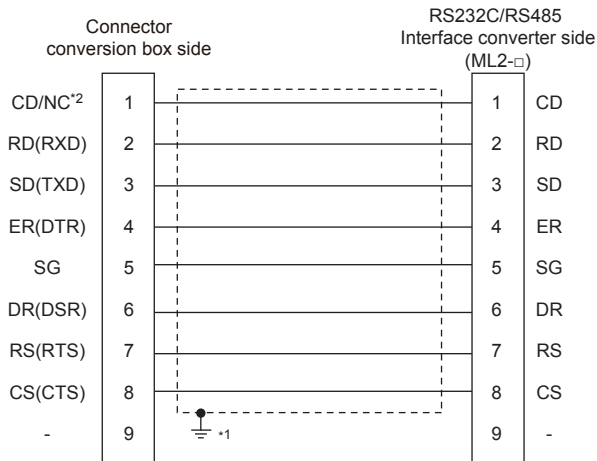 Connector
conversion box side
RS232C/RS485
Interface converter side
(ML2-□)
CD/NC*2 1 1 CD
RD(RXD) 2 2 RD
SD(TXD) 3 3 SD
ER(DTR) 4 4 ER
SG 5 5 SG
DR(DSR) 6 6 DR
RS(RTS) 7 7 RS
CS(CTS) 8 8 CS
- 9 *1 9 -